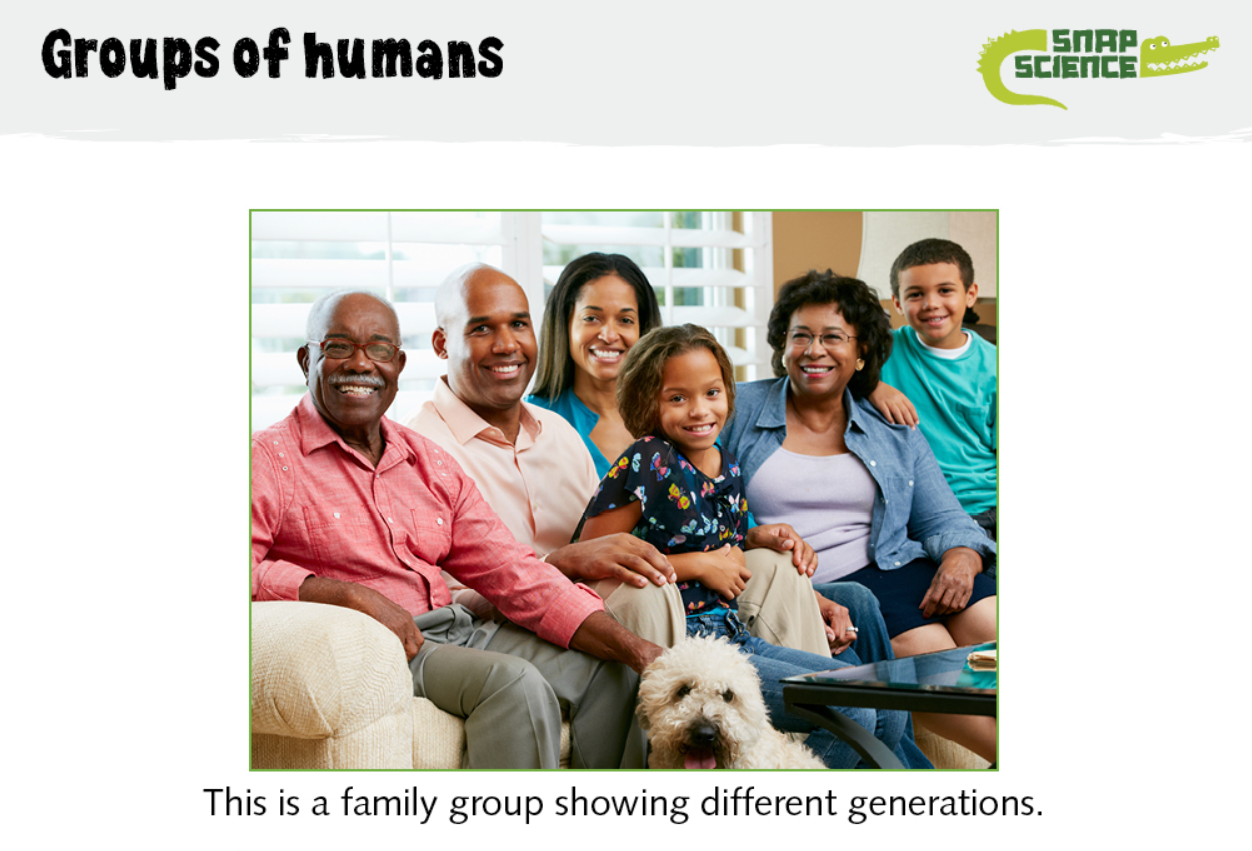 Groups of humans
SNAP
SCIENCE
This is a family group showing different generations.